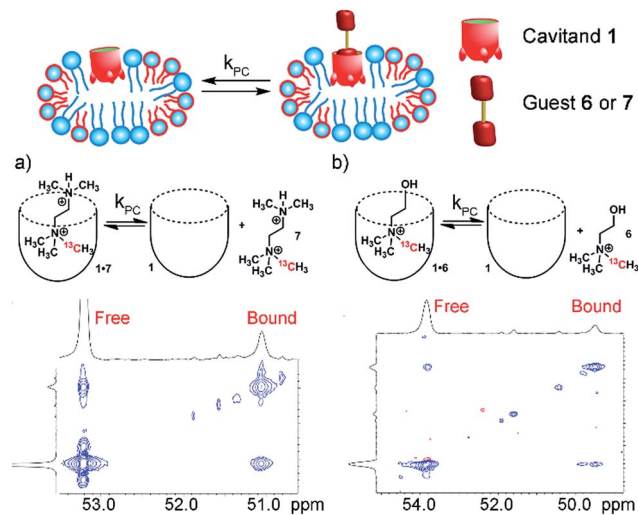 k_PC
Cavitand 1
Guest 6 or 7
a)
b)
H
H₃C
N
CH₃
⊕
k_PC
H₃C
N
⊕
H₃C
¹³CH₃
1•7
1
+
H
H₃C
N
CH₃
⊕
7
H₃C
N
⊕
H₃C
¹³CH₃
OH
k_PC
H₃C
N
⊕
H₃C
¹³CH₃
1•6
1
+
OH
6
H₃C
N
⊕
H₃C
¹³CH₃
Free
Bound
Free
Bound
53.0 52.0 51.0 ppm
54.0 52.0 50.0 ppm